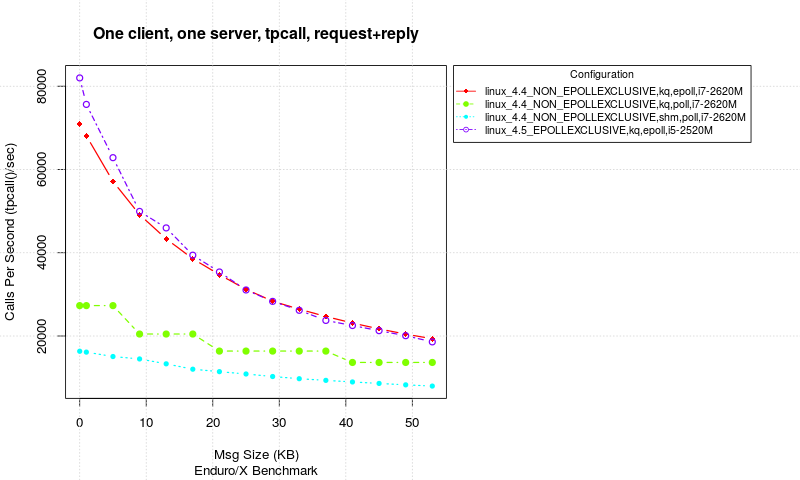 One client, one server, tpcall, request+reply
Calls Per Second (tpcall()/sec)
80000
60000
40000
20000
0 10 20 30 40 50
Msg Size (KB)
Enduro/X Benchmark
Configuration
linux_4.4_NON_EPOLLEXCLUSIVE,kq,epoll,i7-2620M
linux_4.4_NON_EPOLLEXCLUSIVE,kq,poll,i7-2620M
linux_4.4_NON_EPOLLEXCLUSIVE,shm,poll,i7-2620M
linux_4.5_EPOLLEXCLUSIVE,kq,epoll,i5-2520M